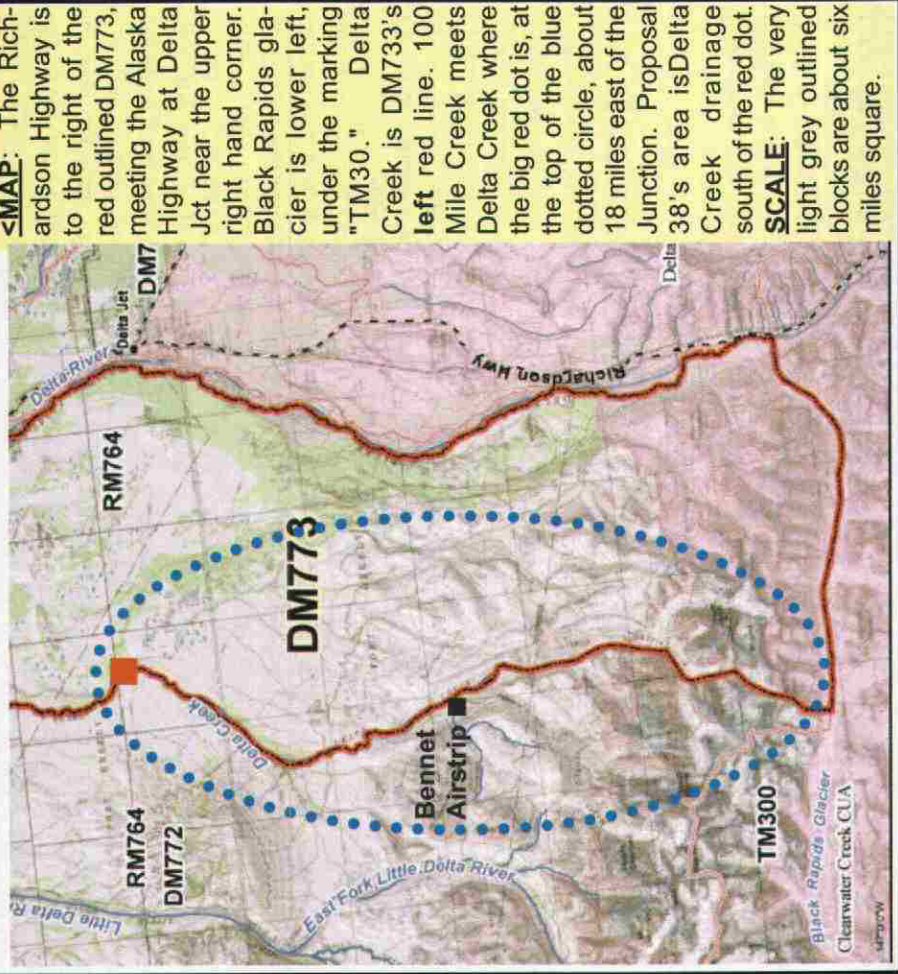 <MAP: The Rich-
ardson Highway is
to the right of the
red outlined DM773,
meeting the Alaska
Highway at Delta
Jct near the upper
right hand corner.
Black Rapids gla-
cier is lower left,
under the marking
"TM30." Delta
Creek is DM733's
left red line. 100
Mile Creek meets
Delta Creek where
the big red dot is, at
the top of the blue
dotted circle, about
18 miles east of the
Junction. Proposal
38's area isDelta
Creek drainage
south of the red dot.
SCALE: The very
light grey outlined
blocks are about six
miles square.
Delta River
Delta Jct
DM7
RM764
RM764
DM772
Little Delta Ri
Delta Creek
DM773
Richardson Hwy
Bennet
Airstrip
East Fork Little Delta River
Delta
TM300
Black Rapids Glacier
Clearwater Creek CUA